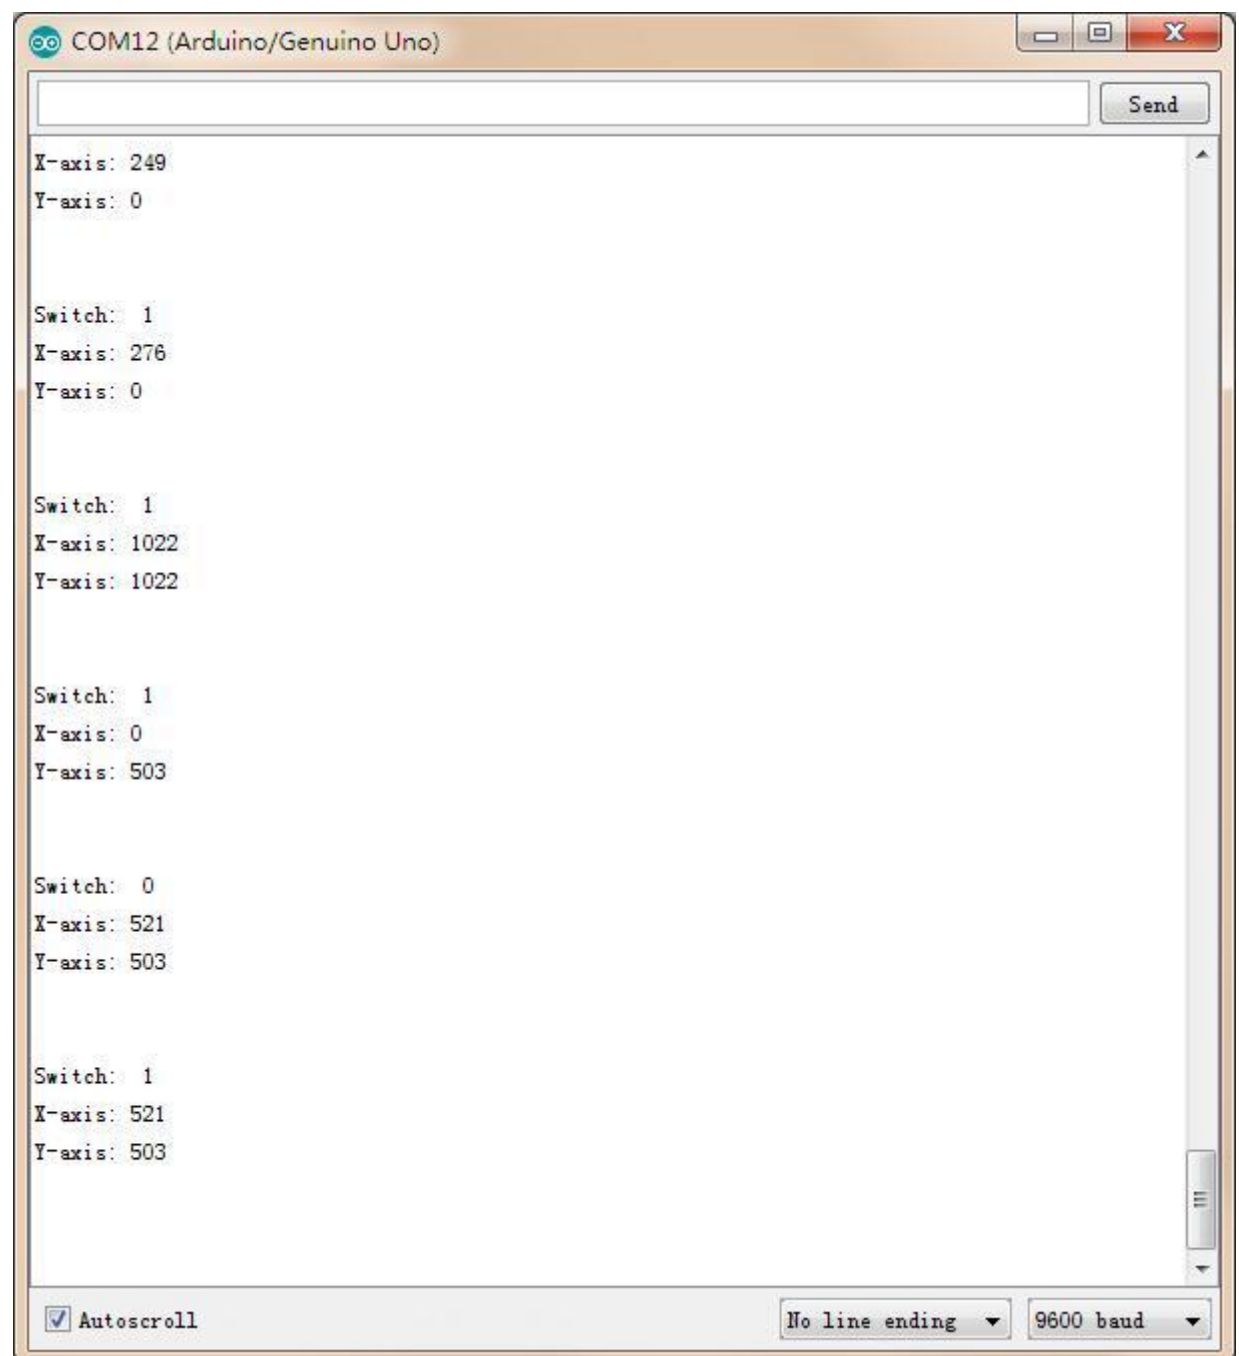 COM12 (Arduino/Genuino Uno)
Send
X-axis: 249
Y-axis: 0
Switch:  1
X-axis: 276
Y-axis: 0
Switch:  1
X-axis: 1022
Y-axis: 1022
Switch:  1
X-axis: 0
Y-axis: 503
Switch:  0
X-axis: 521
Y-axis: 503
Switch:  1
X-axis: 521
Y-axis: 503
Autoscroll
No line ending
9600 baud